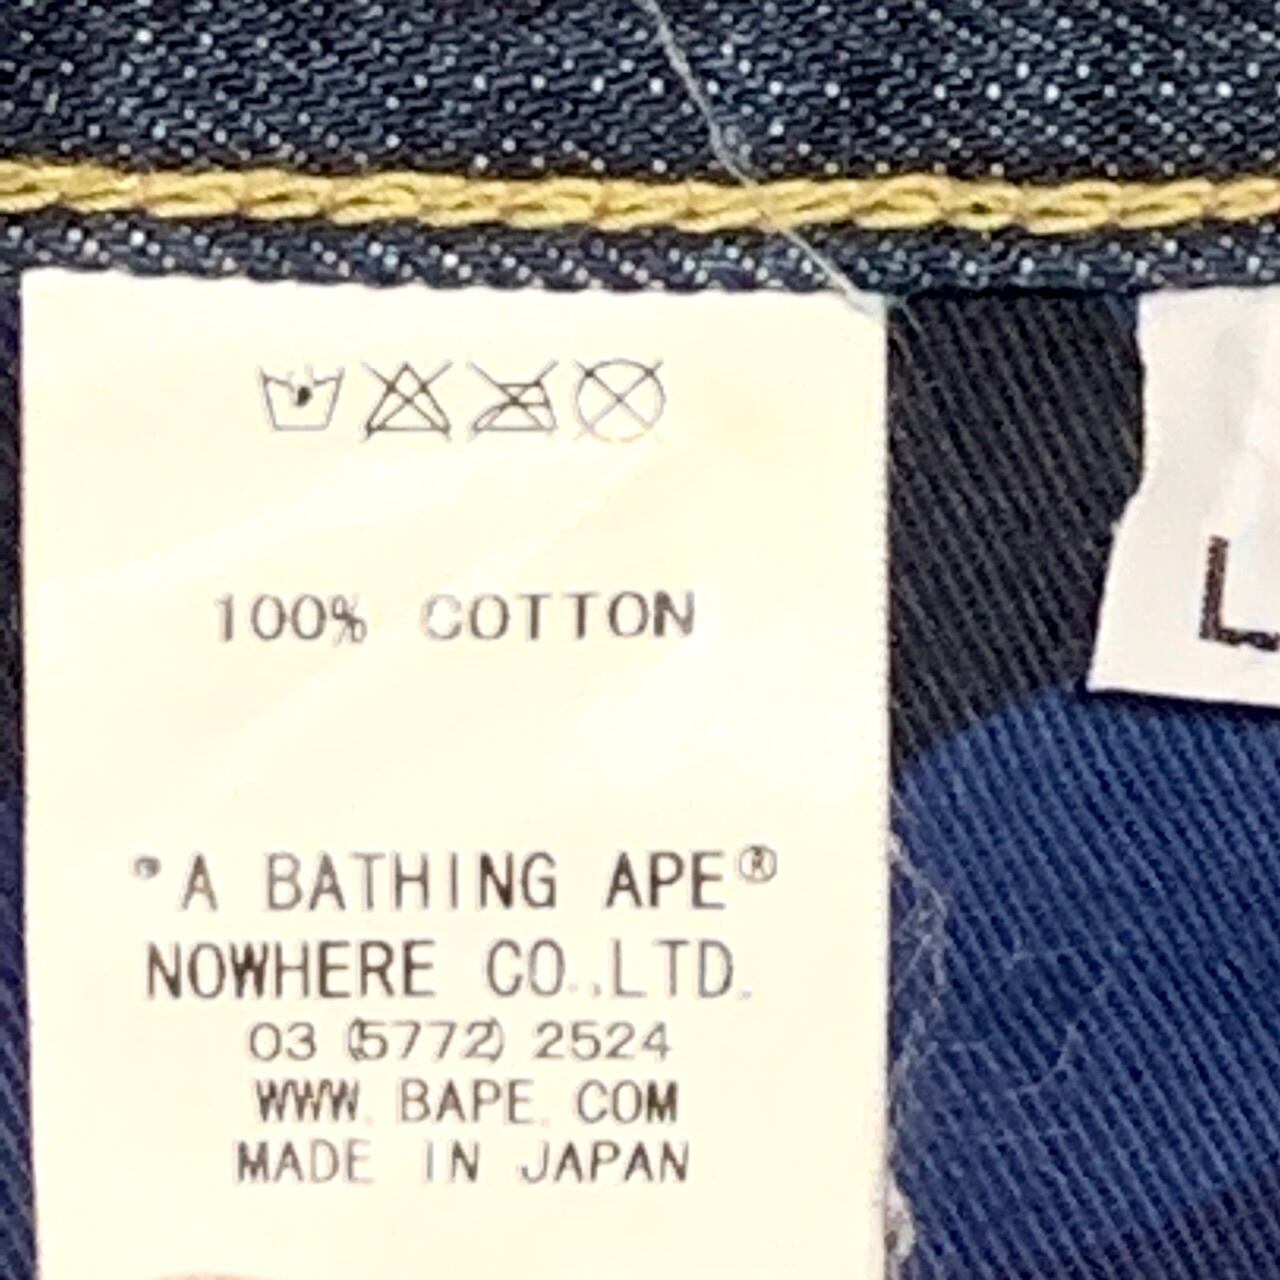 100% COTTON
"A BATHING APE®
NOWHERE CO.,LTD.
03 (5772) 2524
WWW. BAPE. COM
MADE IN JAPAN
L